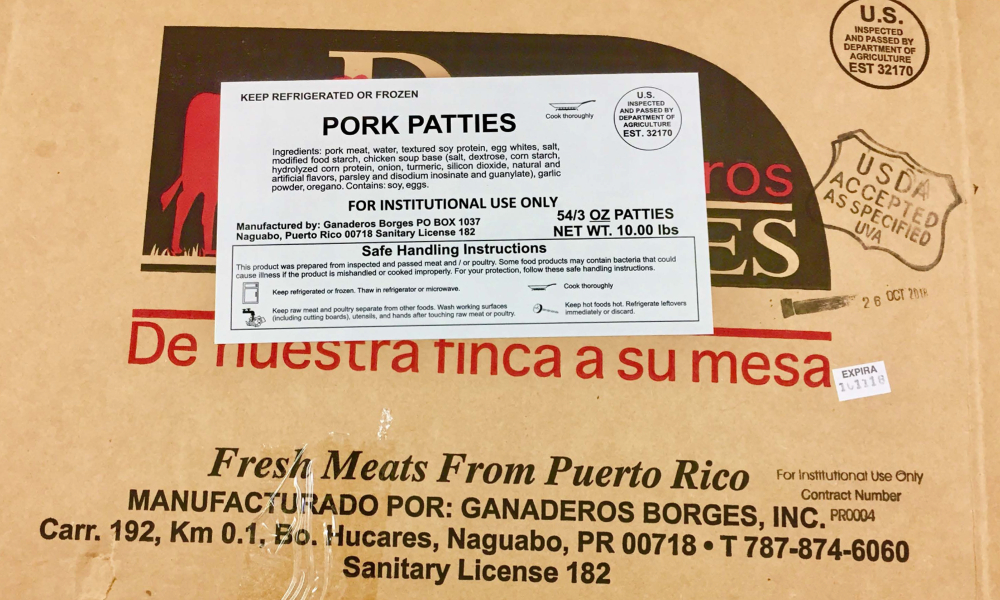 U.S.
INSPECTED
AND PASSED BY
DEPARTMENT OF
AGRICULTURE
EST 32170
KEEP REFRIGERATED OR FROZEN
Cook thoroughly
U.S.
INSPECTED
AND PASSED BY
DEPARTMENT OF
AGRICULTURE
EST. 32170
PORK PATTIES
Ingredients: pork meat, water, textured soy protein, egg whites, salt,
modified food starch, chicken soup base (salt, dextrose, corn starch,
hydrolyzed corn protein, onion, turmeric, silicon dioxide, natural and
artificial flavors, parsley and disodium inosinate and guanylate), garlic
powder, oregano. Contains: soy, eggs.
FOR INSTITUTIONAL USE ONLY
Manufactured by: Ganaderos Borges PO BOX 1037
Naguabo, Puerto Rico 00718 Sanitary License 182
54/3 OZ PATTIES
NET WT. 10.00 lbs
Safe Handling Instructions
This product was prepared from inspected and passed meat and / or poultry. Some food products may contain bacteria that could
cause illness if the product is mishandled or cooked improperly. For your protection, follow these safe handling instructions.
Keep refrigerated or frozen. Thaw in refrigerator or microwave.
Cook thoroughly
Keep raw meat and poultry separate from other foods. Wash working surfaces
(including cutting boards), utensils, and hands after touching raw meat or poultry.
Keep hot foods hot. Refrigerate leftovers
immediately or discard.
ros
ES
USDA
ACCEPTED
AS SPECIFIED
UVA
26 OCT 2018
De nuestra finca a su mesa
EXPIRA
Fresh Meats From Puerto Rico
For Institutional Use Only
Contract Number
PR0004
MANUFACTURADO POR: GANADEROS BORGES, INC.
Carr. 192, Km 0.1, Bo. Hucares, Naguabo, PR 00718 • T 787-874-6060
Sanitary License 182